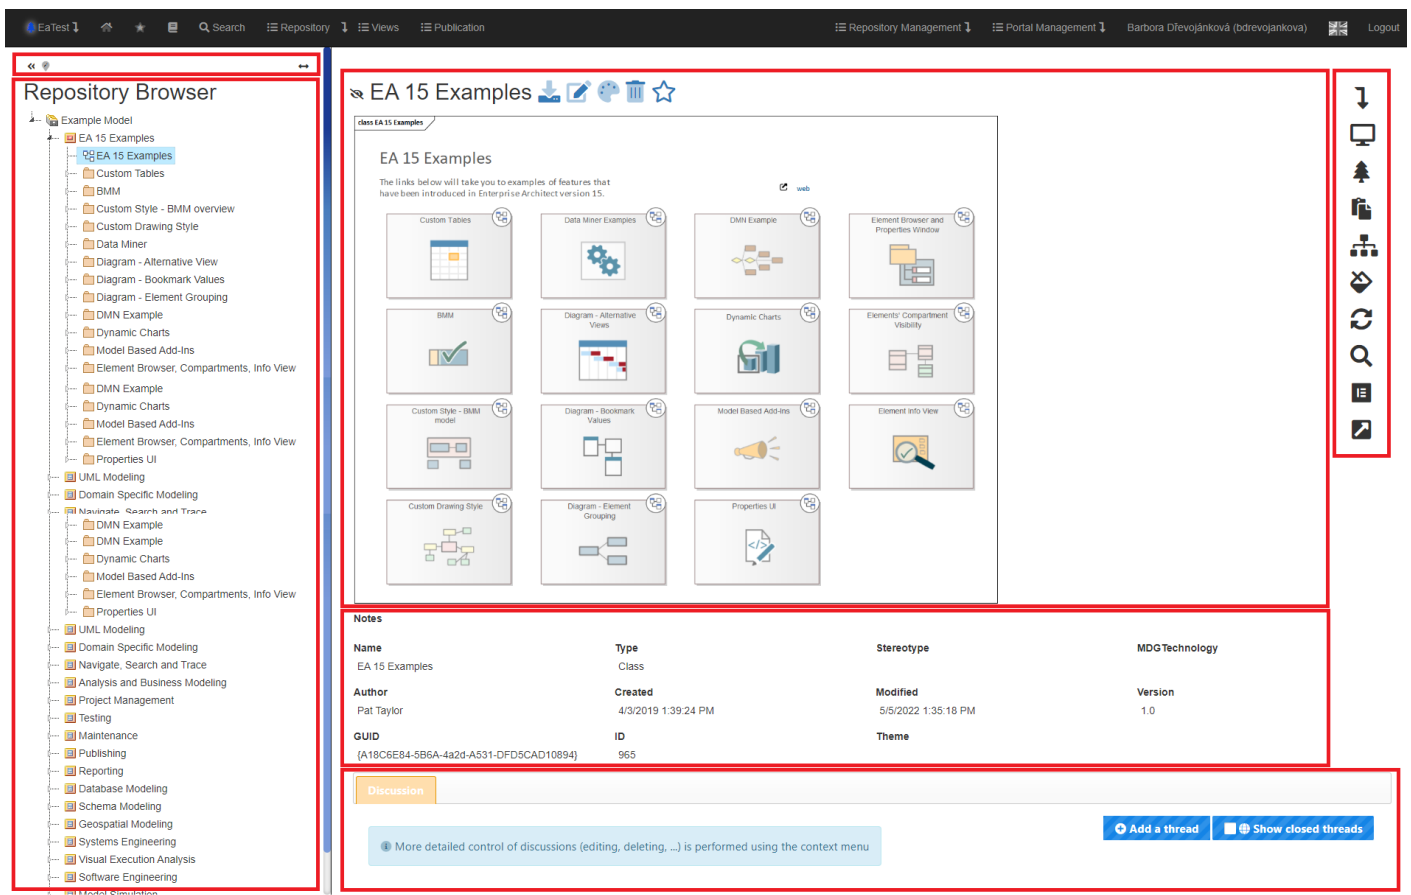 EaTest
Search
Repository
Views
Publication
Repository Management
Portal Management
Barbora Dřevojánková (bdrevojankova)
Logout
Repository Browser
Example Model
EA 15 Examples
EA 15 Examples
Custom Tables
BMM
Custom Style - BMM overview
Custom Drawing Style
Data Miner
Diagram - Alternative View
Diagram - Bookmark Values
Diagram - Element Grouping
DMN Example
Dynamic Charts
Model Based Add-Ins
Element Browser, Compartments, Info View
DMN Example
Dynamic Charts
Model Based Add-Ins
Element Browser, Compartments, Info View
Properties UI
UML Modeling
Domain Specific Modeling
Navigate, Search and Trace
DMN Example
DMN Example
Dynamic Charts
Model Based Add-Ins
Element Browser, Compartments, Info View
Properties UI
UML Modeling
Domain Specific Modeling
Navigate, Search and Trace
Analysis and Business Modeling
Project Management
Testing
Maintenance
Publishing
Reporting
Database Modeling
Schema Modeling
Geospatial Modeling
Systems Engineering
Visual Execution Analysis
Software Engineering
Model Simulation
EA 15 Examples
class EA 15 Examples
EA 15 Examples
The links below will take you to examples of features that
have been introduced in Enterprise Architect version 15.
web
Custom Tables
Data Miner Examples
DMN Example
Element Browser and
Properties Window
BMM
Diagram - Alternative
Views
Dynamic Charts
Elements' Compartment
Visibility
Custom Style - BMM
model
Diagram - Bookmark
Values
Model Based Add-Ins
Element Info View
Custom Drawing Style
Diagram - Element
Grouping
Properties UI
Notes
Name
Type
Stereotype
MDGTechnology
EA 15 Examples
Class
Author
Created
Modified
Version
Pat Taylor
4/3/2019 1:39:24 PM
5/5/2022 1:35:18 PM
1.0
GUID
ID
Theme
{A18C6E84-5B6A-4a2d-A531-DFD5CAD10894}
965
Discussion
Add a thread
Show closed threads
More detailed control of discussions (editing, deleting, ...) is performed using the context menu